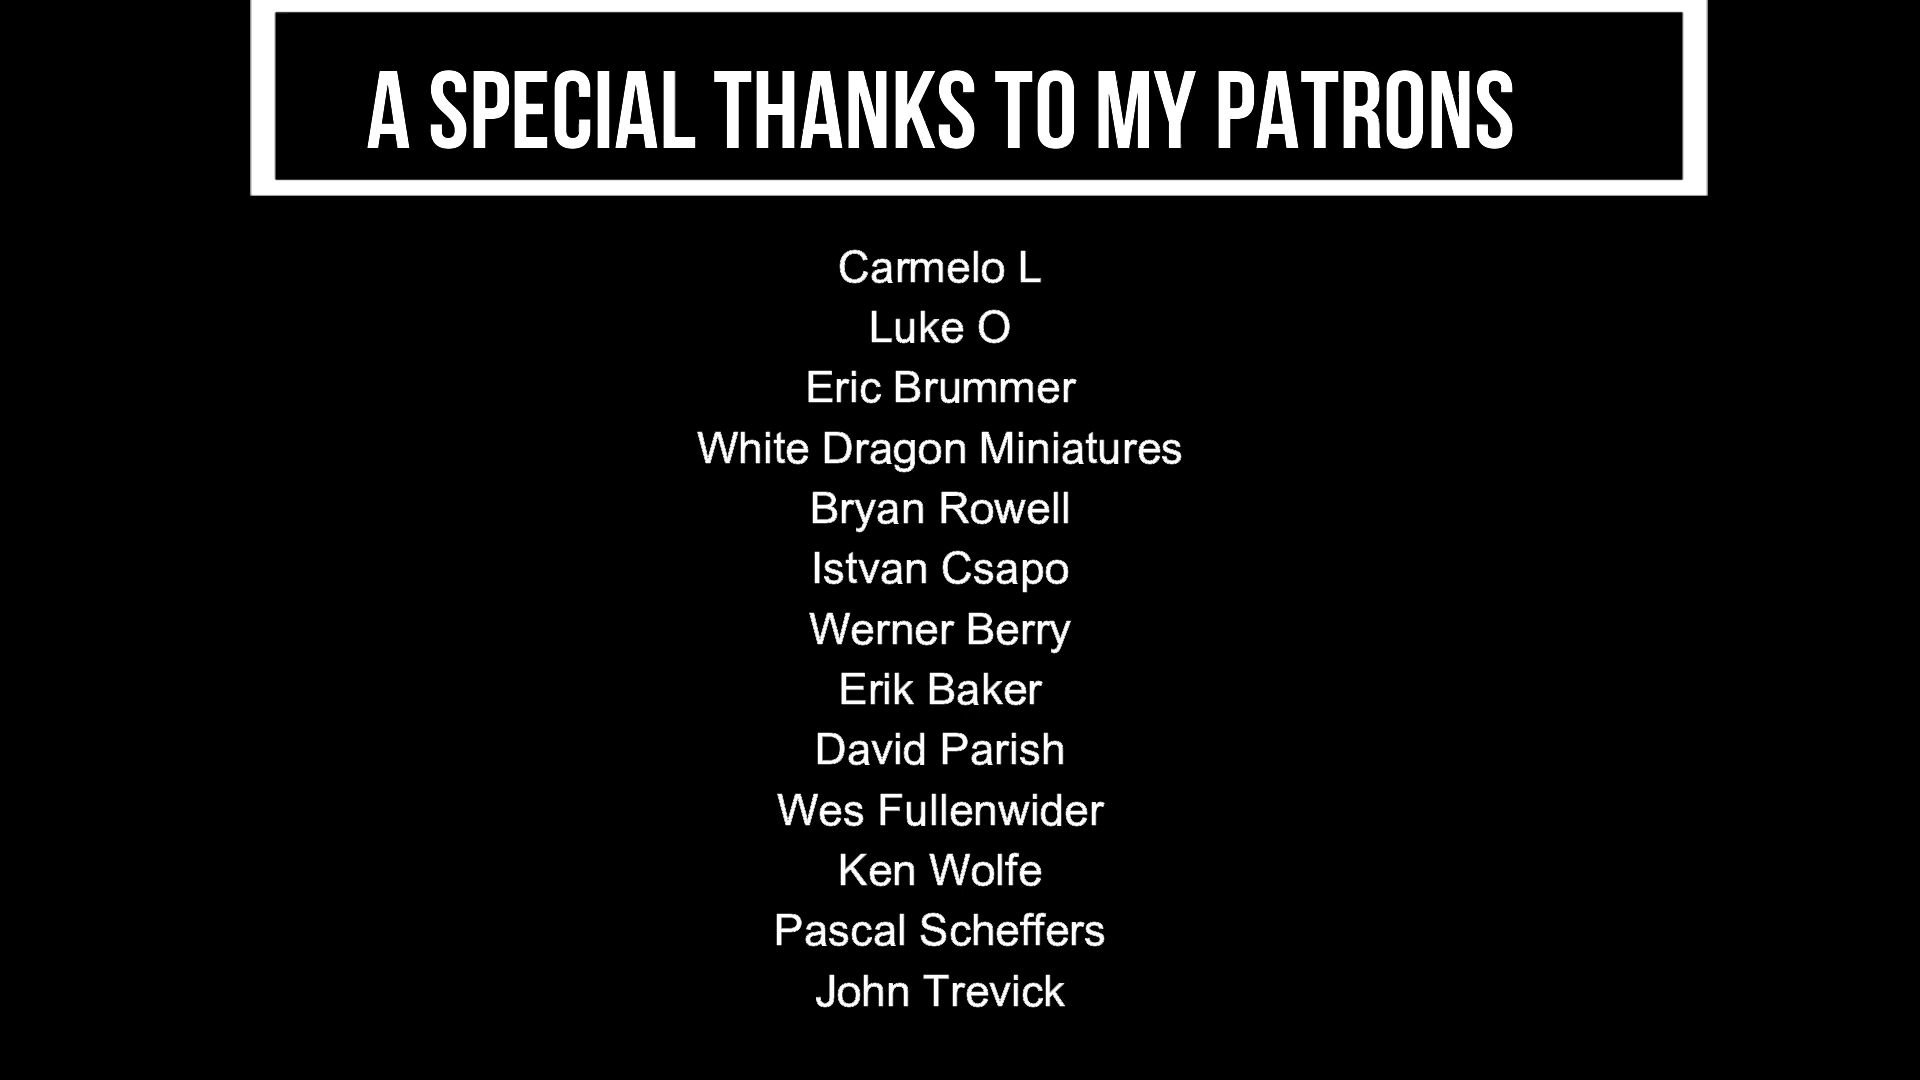 A SPECIAL THANKS TO MY PATRONS
Carmelo L
Luke O
Eric Brummer
White Dragon Miniatures
Bryan Rowell
Istvan Csapo
Werner Berry
Erik Baker
David Parish
Wes Fullenwider
Ken Wolfe
Pascal Scheffers
John Trevick